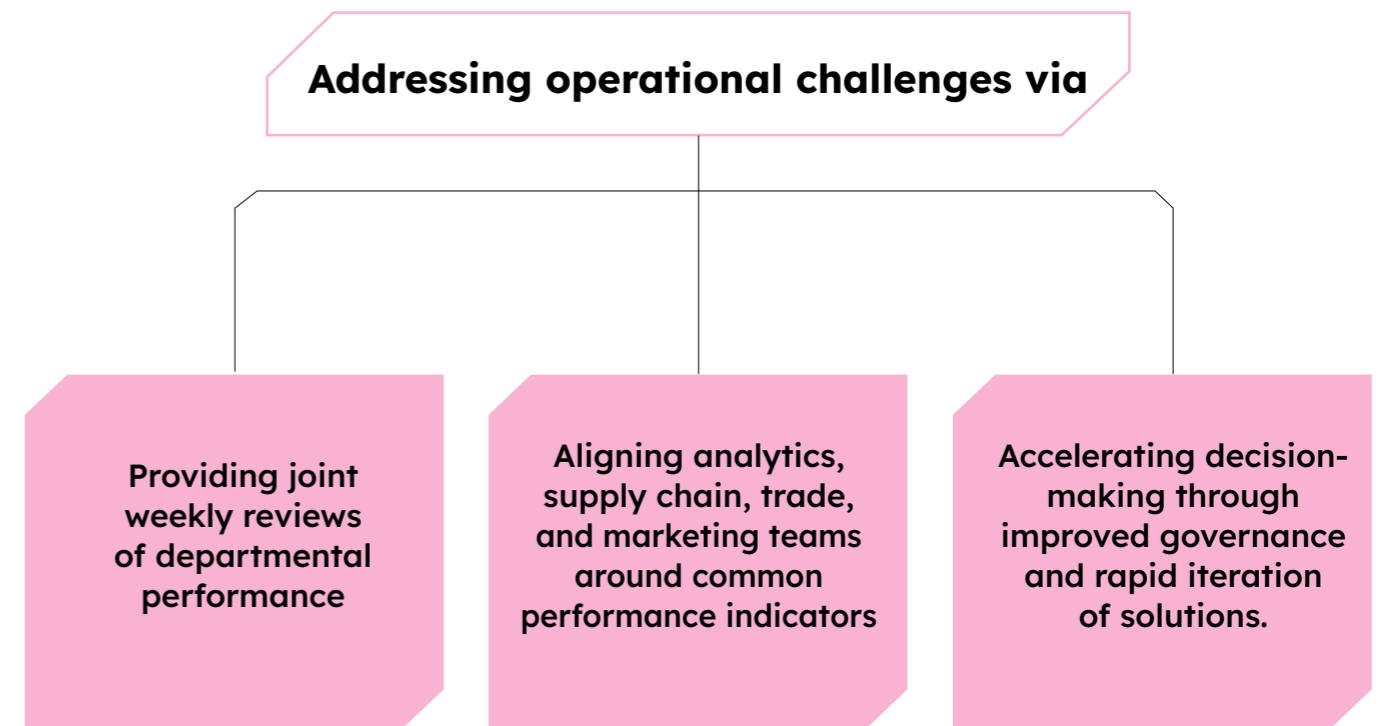 Addressing operational challenges via
Providing joint
weekly reviews
of departmental
performance
Aligning analytics,
supply chain, trade,
and marketing teams
around common
performance indicators
Accelerating decision-
making through
improved governance
and rapid iteration
of solutions.